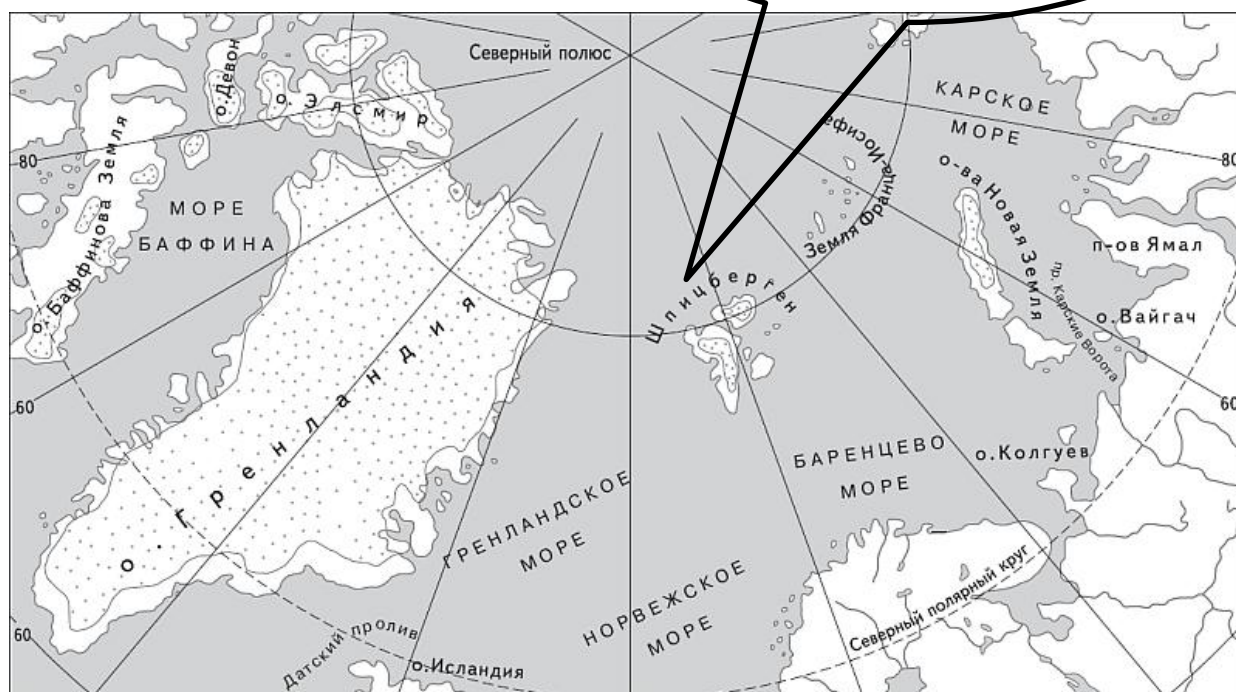 Северный полюс
о. Девон
о. Элсмир
КАРСКОЕ
МОРЕ
80
80
о. Баффинова Земля
МОРЕ
БАФФИНА
Земля Франца-Иосифа
о-ва Новая Земля
п-ов Ямал
пр. Карские Ворота
о.Вайгач
Шпицберген
60
60
о. Гренландия
БАРЕНЦЕВО
МОРЕ
о.Колгуев
ГРЕНЛАНДСКОЕ
МОРЕ
НОРВЕЖСКОЕ
МОРЕ
Северный полярный круг
60
Датский пролив
о.Исландия